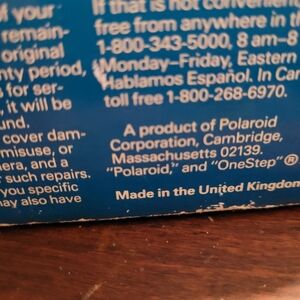 of your
remain-
original
nty period,
s for ser-
, it will be
und.
cover dam-
misuse, or
era, and a
such repairs.
you specific
may also have
If that is not convenient
free from anywhere in t
1-800-343-5000, 8 am–8
Monday–Friday, Eastern
Hablamos Español. In Can
toll free 1-800-268-6970.
A product of Polaroid
Corporation, Cambridge,
Massachusetts 02139.
"Polaroid," and "OneStep"®
Made in the United Kingdom